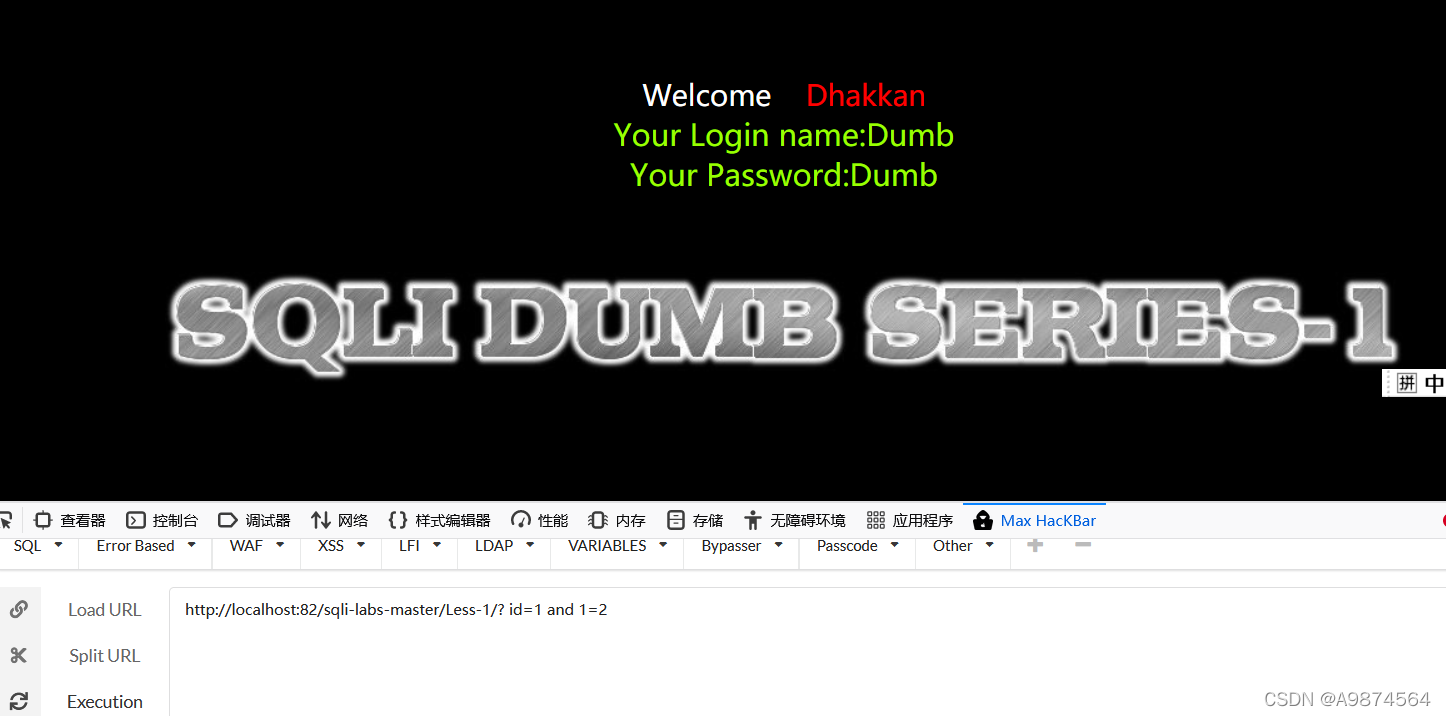 Welcome Dhakkan
Your Login name:Dumb
Your Password:Dumb
SQLI DUMB SERIES-1
拼 中
查看器 控制台 调试器 网络 样式编辑器 性能 内存 存储 无障碍环境 应用程序 Max HacKBar
SQL Error Based WAF XSS LFI LDAP VARIABLES Bypasser Passcode Other
Load URL http://localhost:82/sqli-labs-master/Less-1/? id=1 and 1=2
Split URL
Execution
CSDN @A9874564